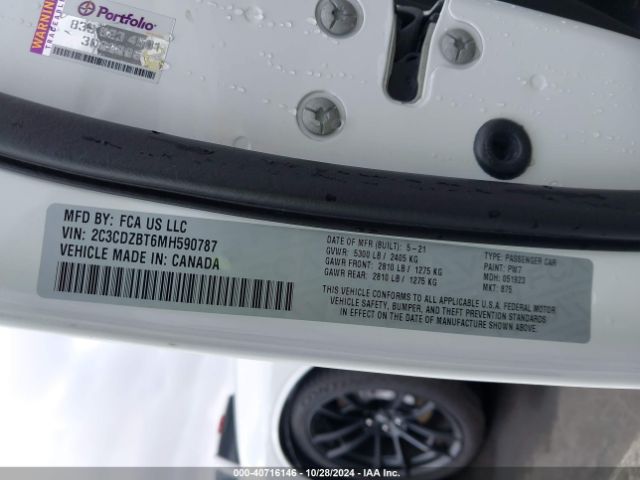 WARNING
Portfolio
MFD BY: FCA US LLC
VIN: 2C3CDZBT6MH590787
VEHICLE MADE IN: CANADA
DATE OF MFR (BUILT): 5-21
GVWR: 5300 LB / 2405 KG
GAWR FRONT: 2810 LB / 1275 KG
GAWR REAR: 2810 LB / 1275 KG
TYPE: PASSENGER CAR
PAINT: PW7
MDH: 051923
MKT: 875
THIS VEHICLE CONFORMS TO ALL APPLICABLE U.S.A. FEDERAL MOTOR
VEHICLE SAFETY, BUMPER, AND THEFT PREVENTION STANDARDS
IN EFFECT ON THE DATE OF MANUFACTURE SHOWN ABOVE.
000-40716146 | 10/28/2024 | IAA Inc.